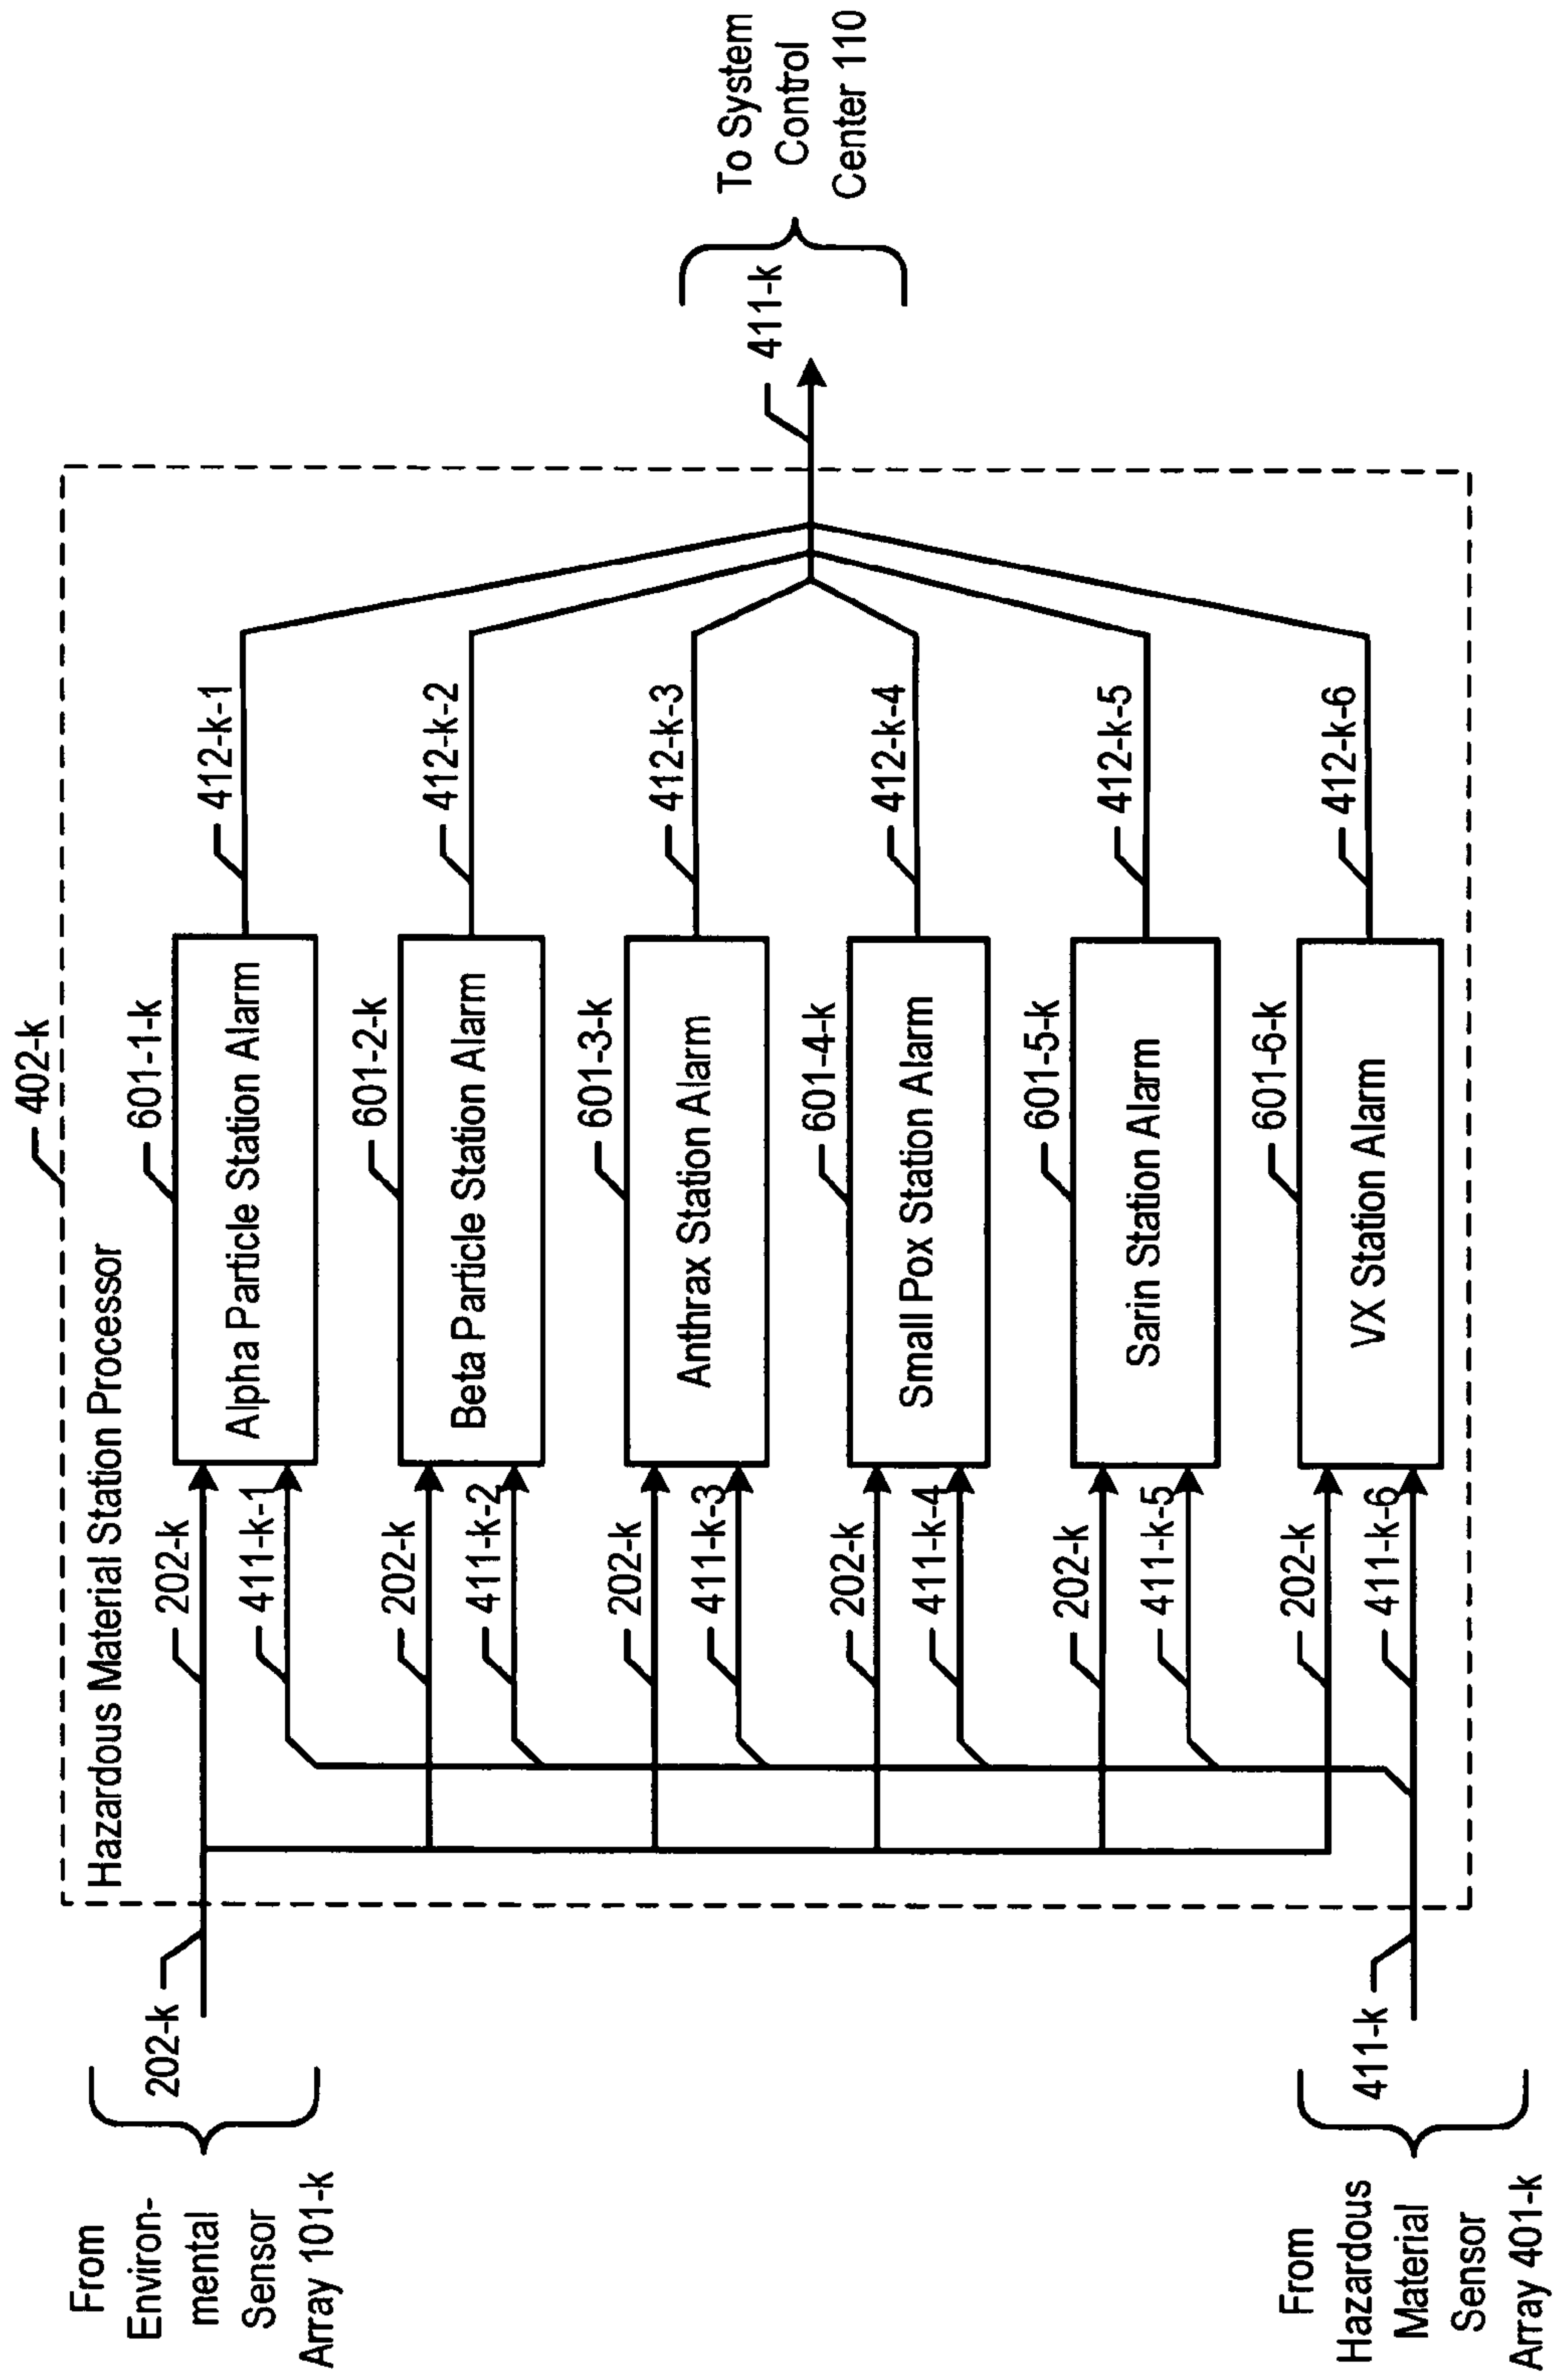 402-k
Hazardous Material Station Processor
From
Environ-
mental
Sensor
Array 101-k
202-k
202-k
411-k-1
601-1-k
Alpha Particle Station Alarm
412-k-1
202-k
411-k-2
601-2-k
Beta Particle Station Alarm
412-k-2
202-k
411-k-3
601-3-k
Anthrax Station Alarm
412-k-3
411-k
To System
Control
Center 110
202-k
411-k-4
601-4-k
Small Pox Station Alarm
412-k-4
202-k
411-k-5
601-5-k
Sarin Station Alarm
412-k-5
From
Hazardous
Material
Sensor
Array 401-k
411-k
202-k
411-k-6
601-6-k
VX Station Alarm
412-k-6